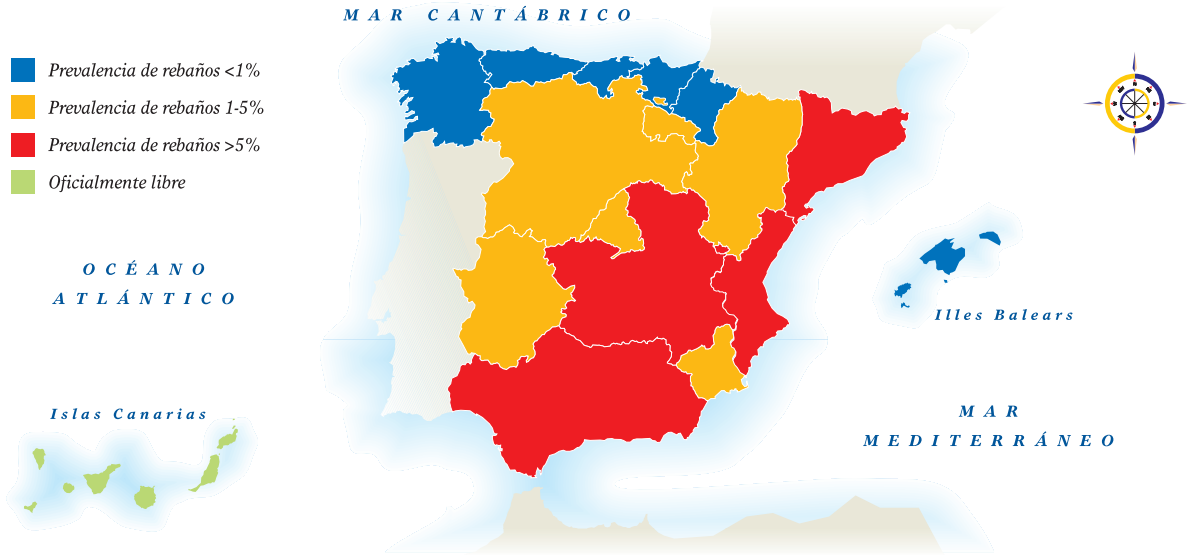 MAR CANTÁBRICO
Prevalencia de rebaños <1%
Prevalencia de rebaños 1-5%
Prevalencia de rebaños >5%
Oficialmente libre
OCÉANO
ATLÁNTICO
Illes Balears
Islas Canarias
MAR
MEDITERRÁNEO